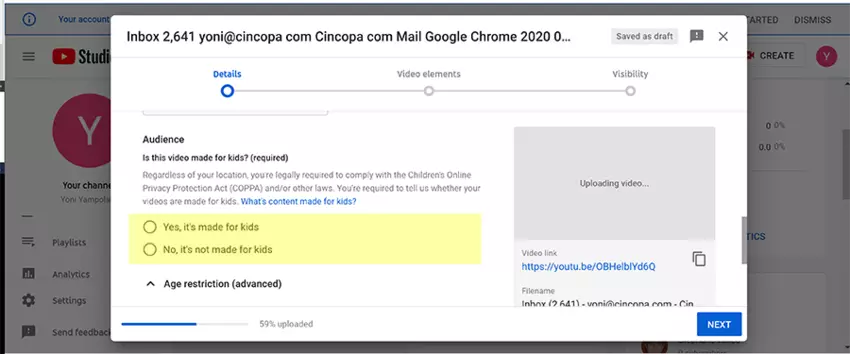 Your account
STARTED
DISMISS
Inbox 2,641 yoni@cincopa com Cincopa com Mail Google Chrome 2020 0...
Saved as draft
Studio
CREATE
Y
Details
Video elements
Visibility
Y
Audience
Is this video made for kids? (required)
Regardless of your location, you're legally required to comply with the Children's Online
Privacy Protection Act (COPPA) and/or other laws. You're required to tell us whether your
videos are made for kids. What's content made for kids?
Yes, it's made for kids
No, it's not made for kids
Age restriction (advanced)
Uploading video...
Video link
https://youtu.be/OBHelblYd6Q
Filename
Inbox (2,641) - yoni@cincopa.com - Cin...
0 0%
0.0 0%
TICS
Your chann
Yoni Yampols
Playlists
Analytics
Settings
Send feedback
59% uploaded
NEXT